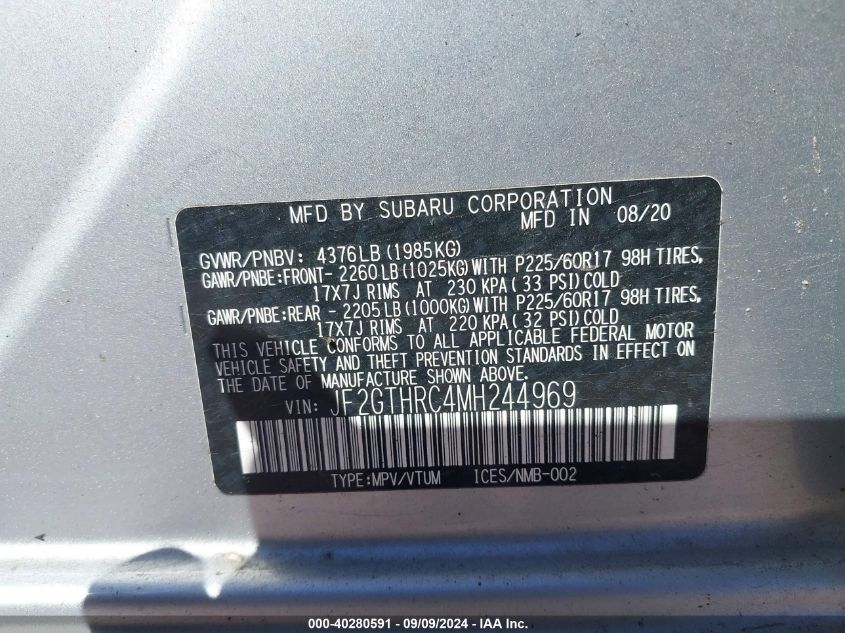 MFD BY SUBARU CORPORATION
MFD IN 08/20
GVWR/PNBV: 4376LB(1985KG)
GAWR/PNBE:FRONT- 2260LB(1025KG)WITH P225/60R17 98H TIRES,
17X7J RIMS AT 230 KPA(33 PSI)COLD
GAWR/PNBE:REAR - 2205LB(1000KG)WITH P225/60R17 98H TIRES,
17X7J RIMS AT 220 KPA(32 PSI)COLD
THIS VEHICLE CONFORMS TO ALL APPLICABLE FEDERAL MOTOR
VEHICLE SAFETY AND THEFT PREVENTION STANDARDS IN EFFECT ON
THE DATE OF MANUFACTURE SHOWN ABOVE.
VIN: JF2GTHRC4MH244969
TYPE:MPV/VTUM ICES/NMB-002
000-40280591 - 09/09/2024 - IAA Inc.